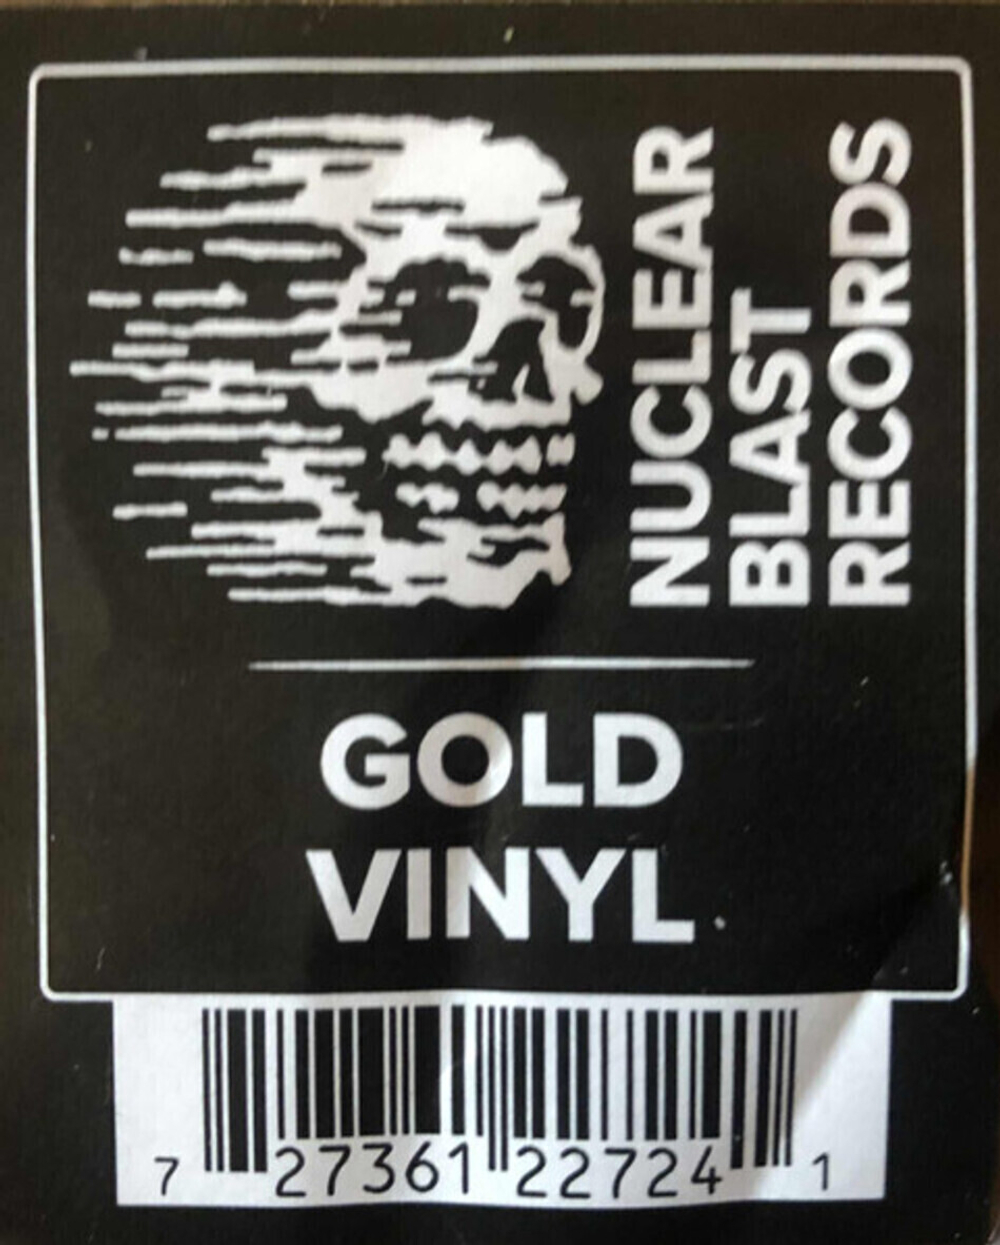 NUCLEAR
BLAST
RECORDS
GOLD
VINYL
7 27361 22724 1